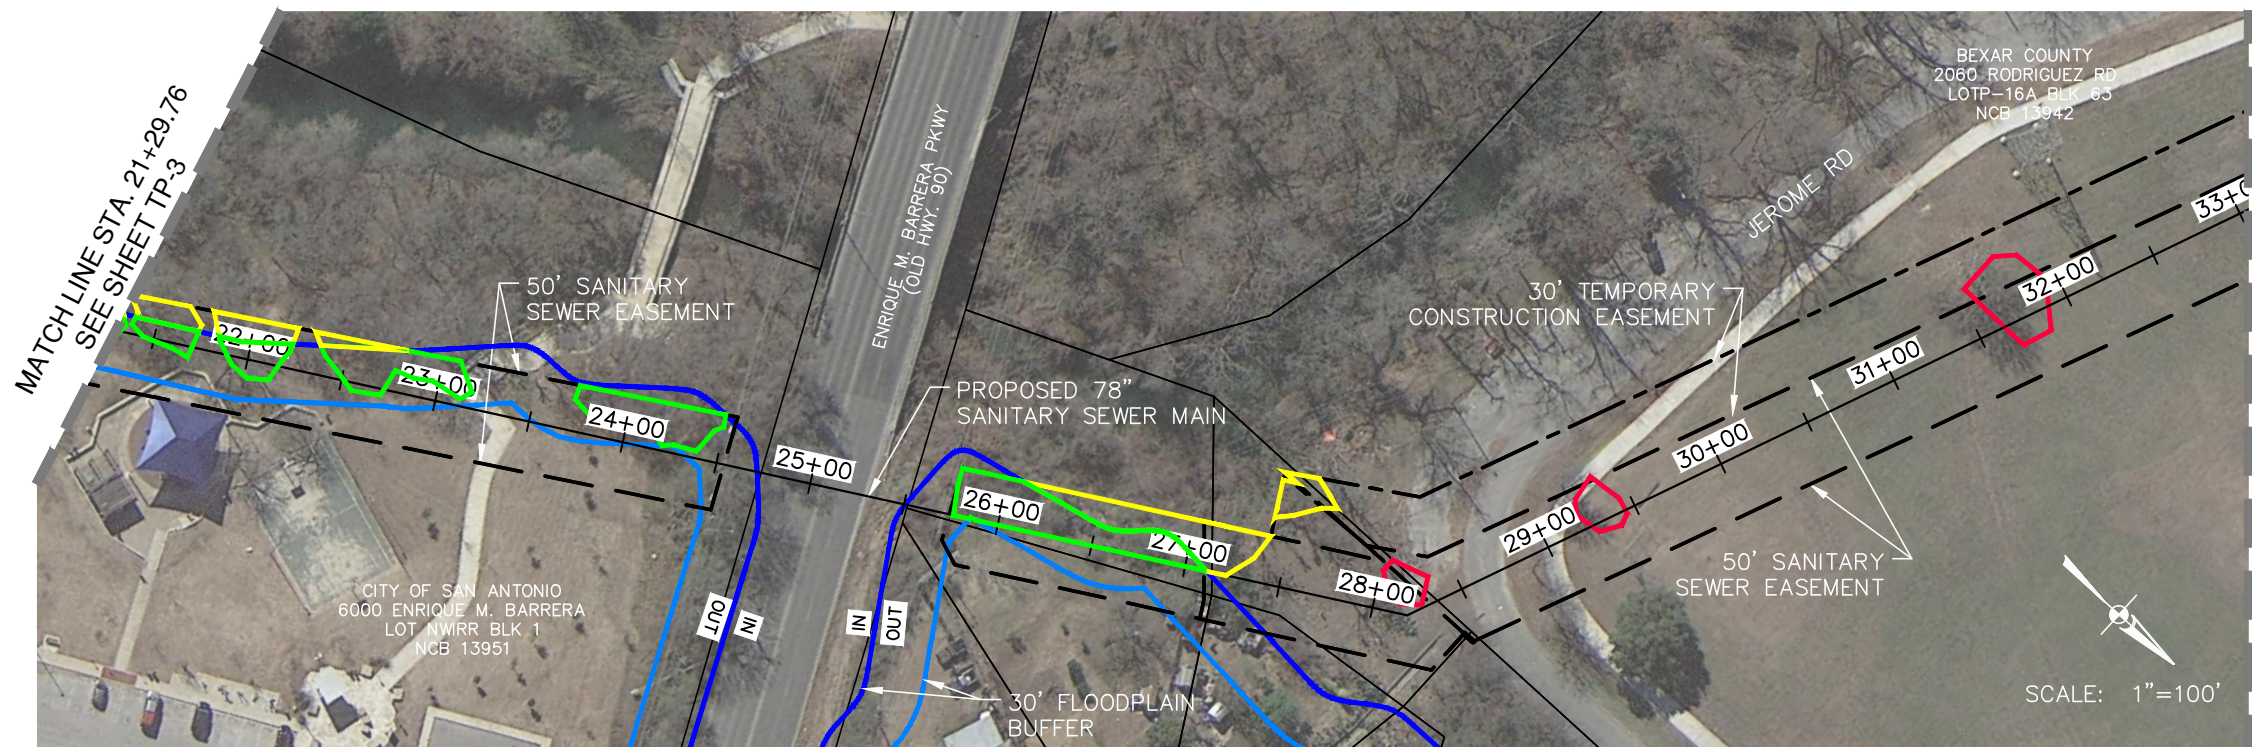 MATCH LINE STA. 21+29.76
SEE SHEET TP-3
22+00
23+00
24+00
25+00
26+00
27+00
28+00
29+00
30+00
31+00
32+00
50' SANITARY
SEWER EASEMENT
ENRIQUE M. BARRERA PKWY
(OLD HWY. 90)
PROPOSED 78"
SANITARY SEWER MAIN
30' TEMPORARY
CONSTRUCTION EASEMENT
JEROME RD
BEXAR COUNTY
2060 RODRIGUEZ RD
LOTP-16A BLK 63
NCB 13942
50' SANITARY
SEWER EASEMENT
CITY OF SAN ANTONIO
6000 ENRIQUE M. BARRERA
LOT NWIRR BLK 1
NCB 13951
OUT
IN
IN
OUT
30' FLOODPLAIN
BUFFER
SCALE: 1"=100'